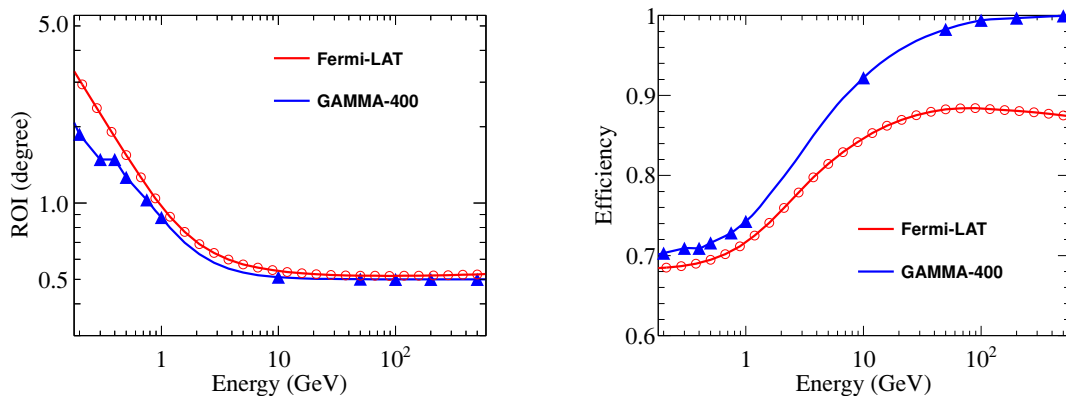 5.0
1.0
0.5
ROI (degree)
Fermi-LAT
GAMMA-400
1
10
10²
Energy (GeV)
1
0.9
0.8
0.7
0.6
Efficiency
Fermi-LAT
GAMMA-400
1
10
10²
Energy (GeV)